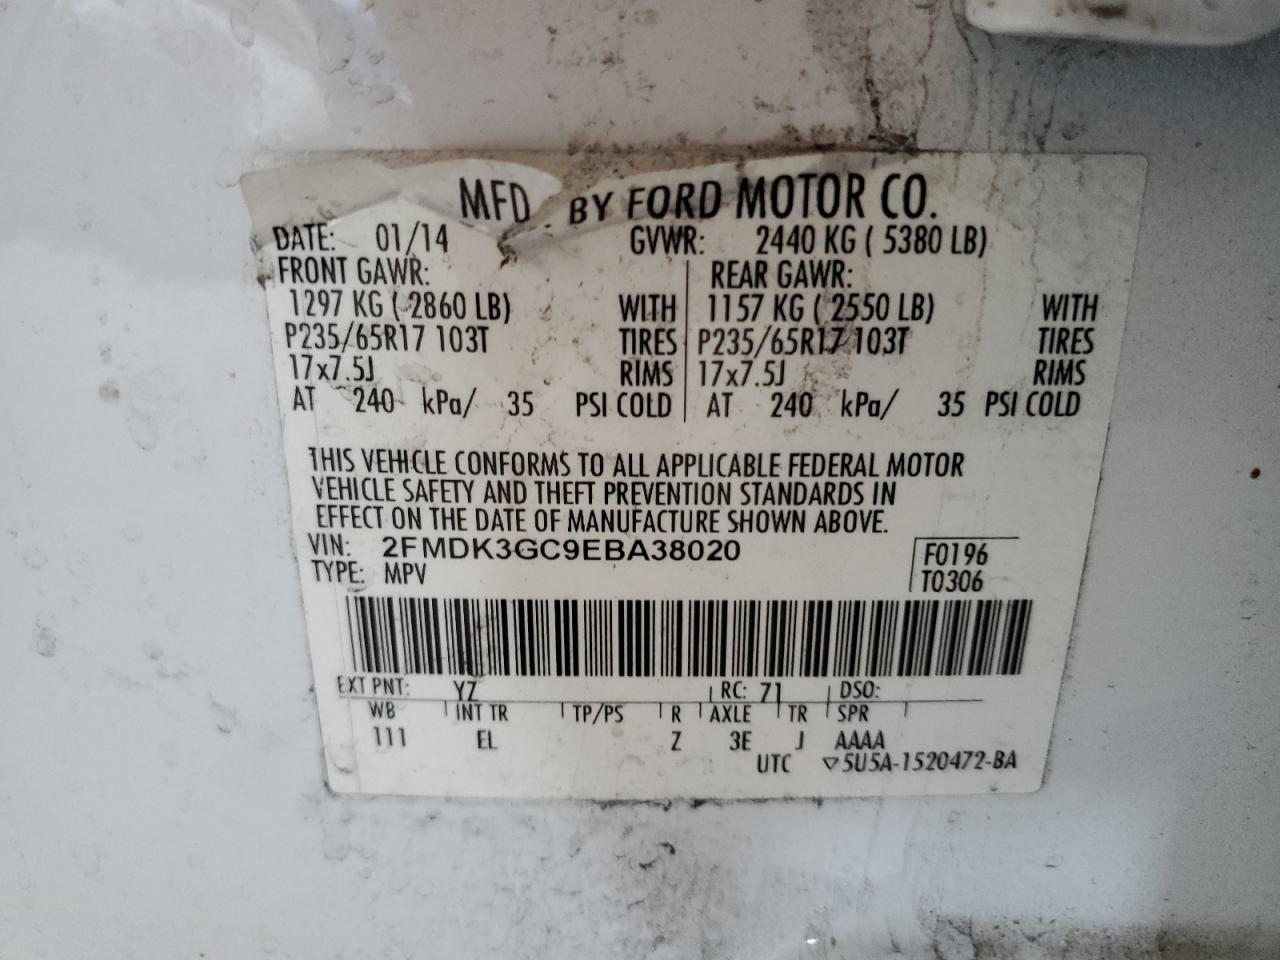 MFD BY FORD MOTOR CO.
DATE: 01/14 GVWR: 2440 KG ( 5380 LB)
FRONT GAWR: REAR GAWR:
1297 KG ( 2860 LB) WITH 1157 KG ( 2550 LB) WITH
P235/65R17 103T TIRES P235/65R17 103T TIRES
17x7.5J RIMS 17x7.5J RIMS
AT 240 kPa/ 35 PSI COLD AT 240 kPa/ 35 PSI COLD
THIS VEHICLE CONFORMS TO ALL APPLICABLE FEDERAL MOTOR
VEHICLE SAFETY AND THEFT PREVENTION STANDARDS IN
EFFECT ON THE DATE OF MANUFACTURE SHOWN ABOVE.
VIN: 2FMDK3GC9EBA38020 F0196
TYPE: MPV T0306
EXT PNT: YZ RC: 71 DSO:
WB INT TR TP/PS R AXLE TR SPR
111 EL Z 3E J AAAA
UTC ▽5U5A-1520472-BA